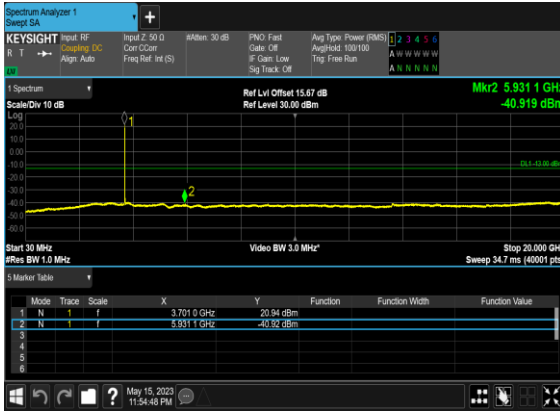 Spectrum Analyzer 1
Swept SA
+
KEYSIGHT Input: RF Input Z: 50 Ω #Atten: 30 dB PNO: Fast Avg Type: Power (RMS) 1 2 3 4 5 6
R T Coupling: DC Corr CCorr Gate: Off Avg|Hold: 100/100 A W W W W W
Align: Auto Freq Ref: Int (S) IF Gain: Low Trig: Free Run
Sig Track: Off A N N N N N
1 Spectrum Ref Lvl Offset 15.67 dB Mkr2 5.931 1 GHz
Scale/Div 10 dB Ref Level 30.00 dBm -40.919 dBm
Log
20.0
10.0
0.00
-10.0
DL1 -13.00 dBm
-20.0
-30.0
-40.0
-50.0
-60.0
1
2
Start 30 MHz Video BW 3.0 MHz* Stop 20.000 GHz
#Res BW 1.0 MHz Sweep 34.7 ms (40001 pts)
5 Marker Table
Mode Trace Scale X Y Function Function Width Function Value
1 N 1 f 3.701 0 GHz 20.94 dBm
2 N 1 f 5.931 1 GHz -40.92 dBm
3
4
5
6
? May 15, 2023
11:54:48 PM